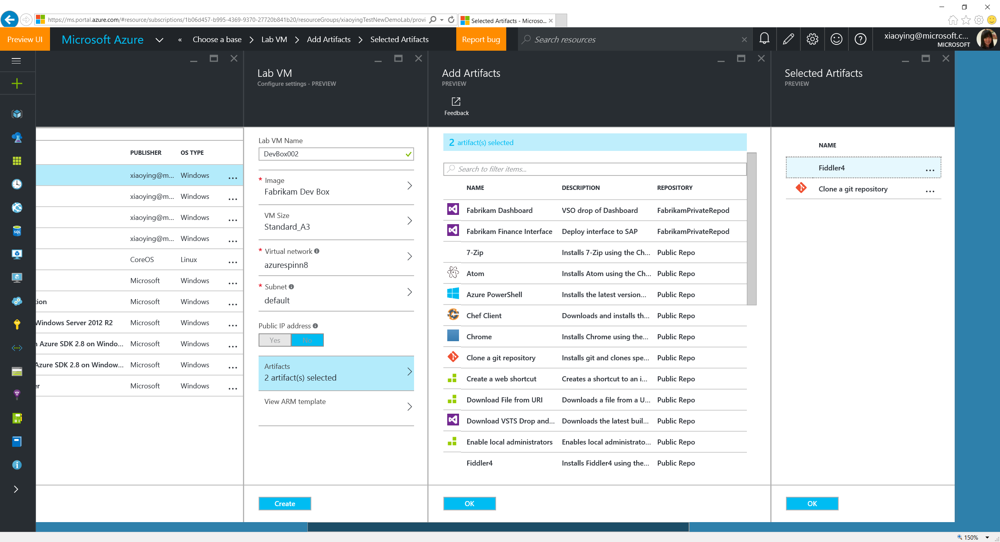 https://ms.portal.azure.com/#resource/subscriptions/1b06d457-b995-4369-9370-27720b841b20/resourceGroups/xiaoyingTestNewDemoLab/provi
Selected Artifacts - Microso...
Preview UI
Microsoft Azure
«
Choose a base
Lab VM
Add Artifacts
Selected Artifacts
Report bug
Search resources
xiaoying@microsoft.c...
MICROSOFT
PUBLISHER OS TYPE
xiaoying@m... Windows ...
xiaoying@m... Windows ...
xiaoying@m... Windows ...
xiaoying@m... Windows ...
CoreOS Linux ...
Microsoft Windows ...
tion Microsoft Windows ...
Windows Server 2012 R2 Microsoft Windows ...
Azure SDK 2.8 on Windo... Microsoft Windows ...
Azure SDK 2.8 on Window... Microsoft Windows ...
er Microsoft Windows ...
Lab VM
Configure settings - PREVIEW
Lab VM Name
DevBox002
* Image
Fabrikam Dev Box
VM Size
Standard_A3
* Virtual network
azurespinn8
* Subnet
default
Public IP address
Yes No
Artifacts
2 artifact(s) selected
View ARM template
Create
Add Artifacts
PREVIEW
Feedback
2 artifact(s) selected
Search to filter items...
NAME DESCRIPTION REPOSITORY
Fabrikam Dashboard VSO drop of Dashboard FabrikamPrivateRepod
Fabrikam Finance Interface Deploy interface to SAP FabrikamPrivateRepod
7-Zip Installs 7-Zip using the Ch... Public Repo
Atom Installs Atom using the Ch... Public Repo
Azure PowerShell Installs the latest version... Public Repo
Chef Client Downloads and installs th... Public Repo
Chrome Installs Chrome using the... Public Repo
Clone a git repository Installs git and clones spe... Public Repo
Create a web shortcut Creates a shortcut to an i... Public Repo
Download File from URI Downloads a file from a U... Public Repo
Download VSTS Drop and... Downloads the latest buil... Public Repo
Enable local administrators Enables local administrato... Public Repo
Fiddler4 Installs Fiddler4 using the... Public Repo
OK
Selected Artifacts
PREVIEW
NAME
Fiddler4 ...
Clone a git repository ...
OK
SQL
150%